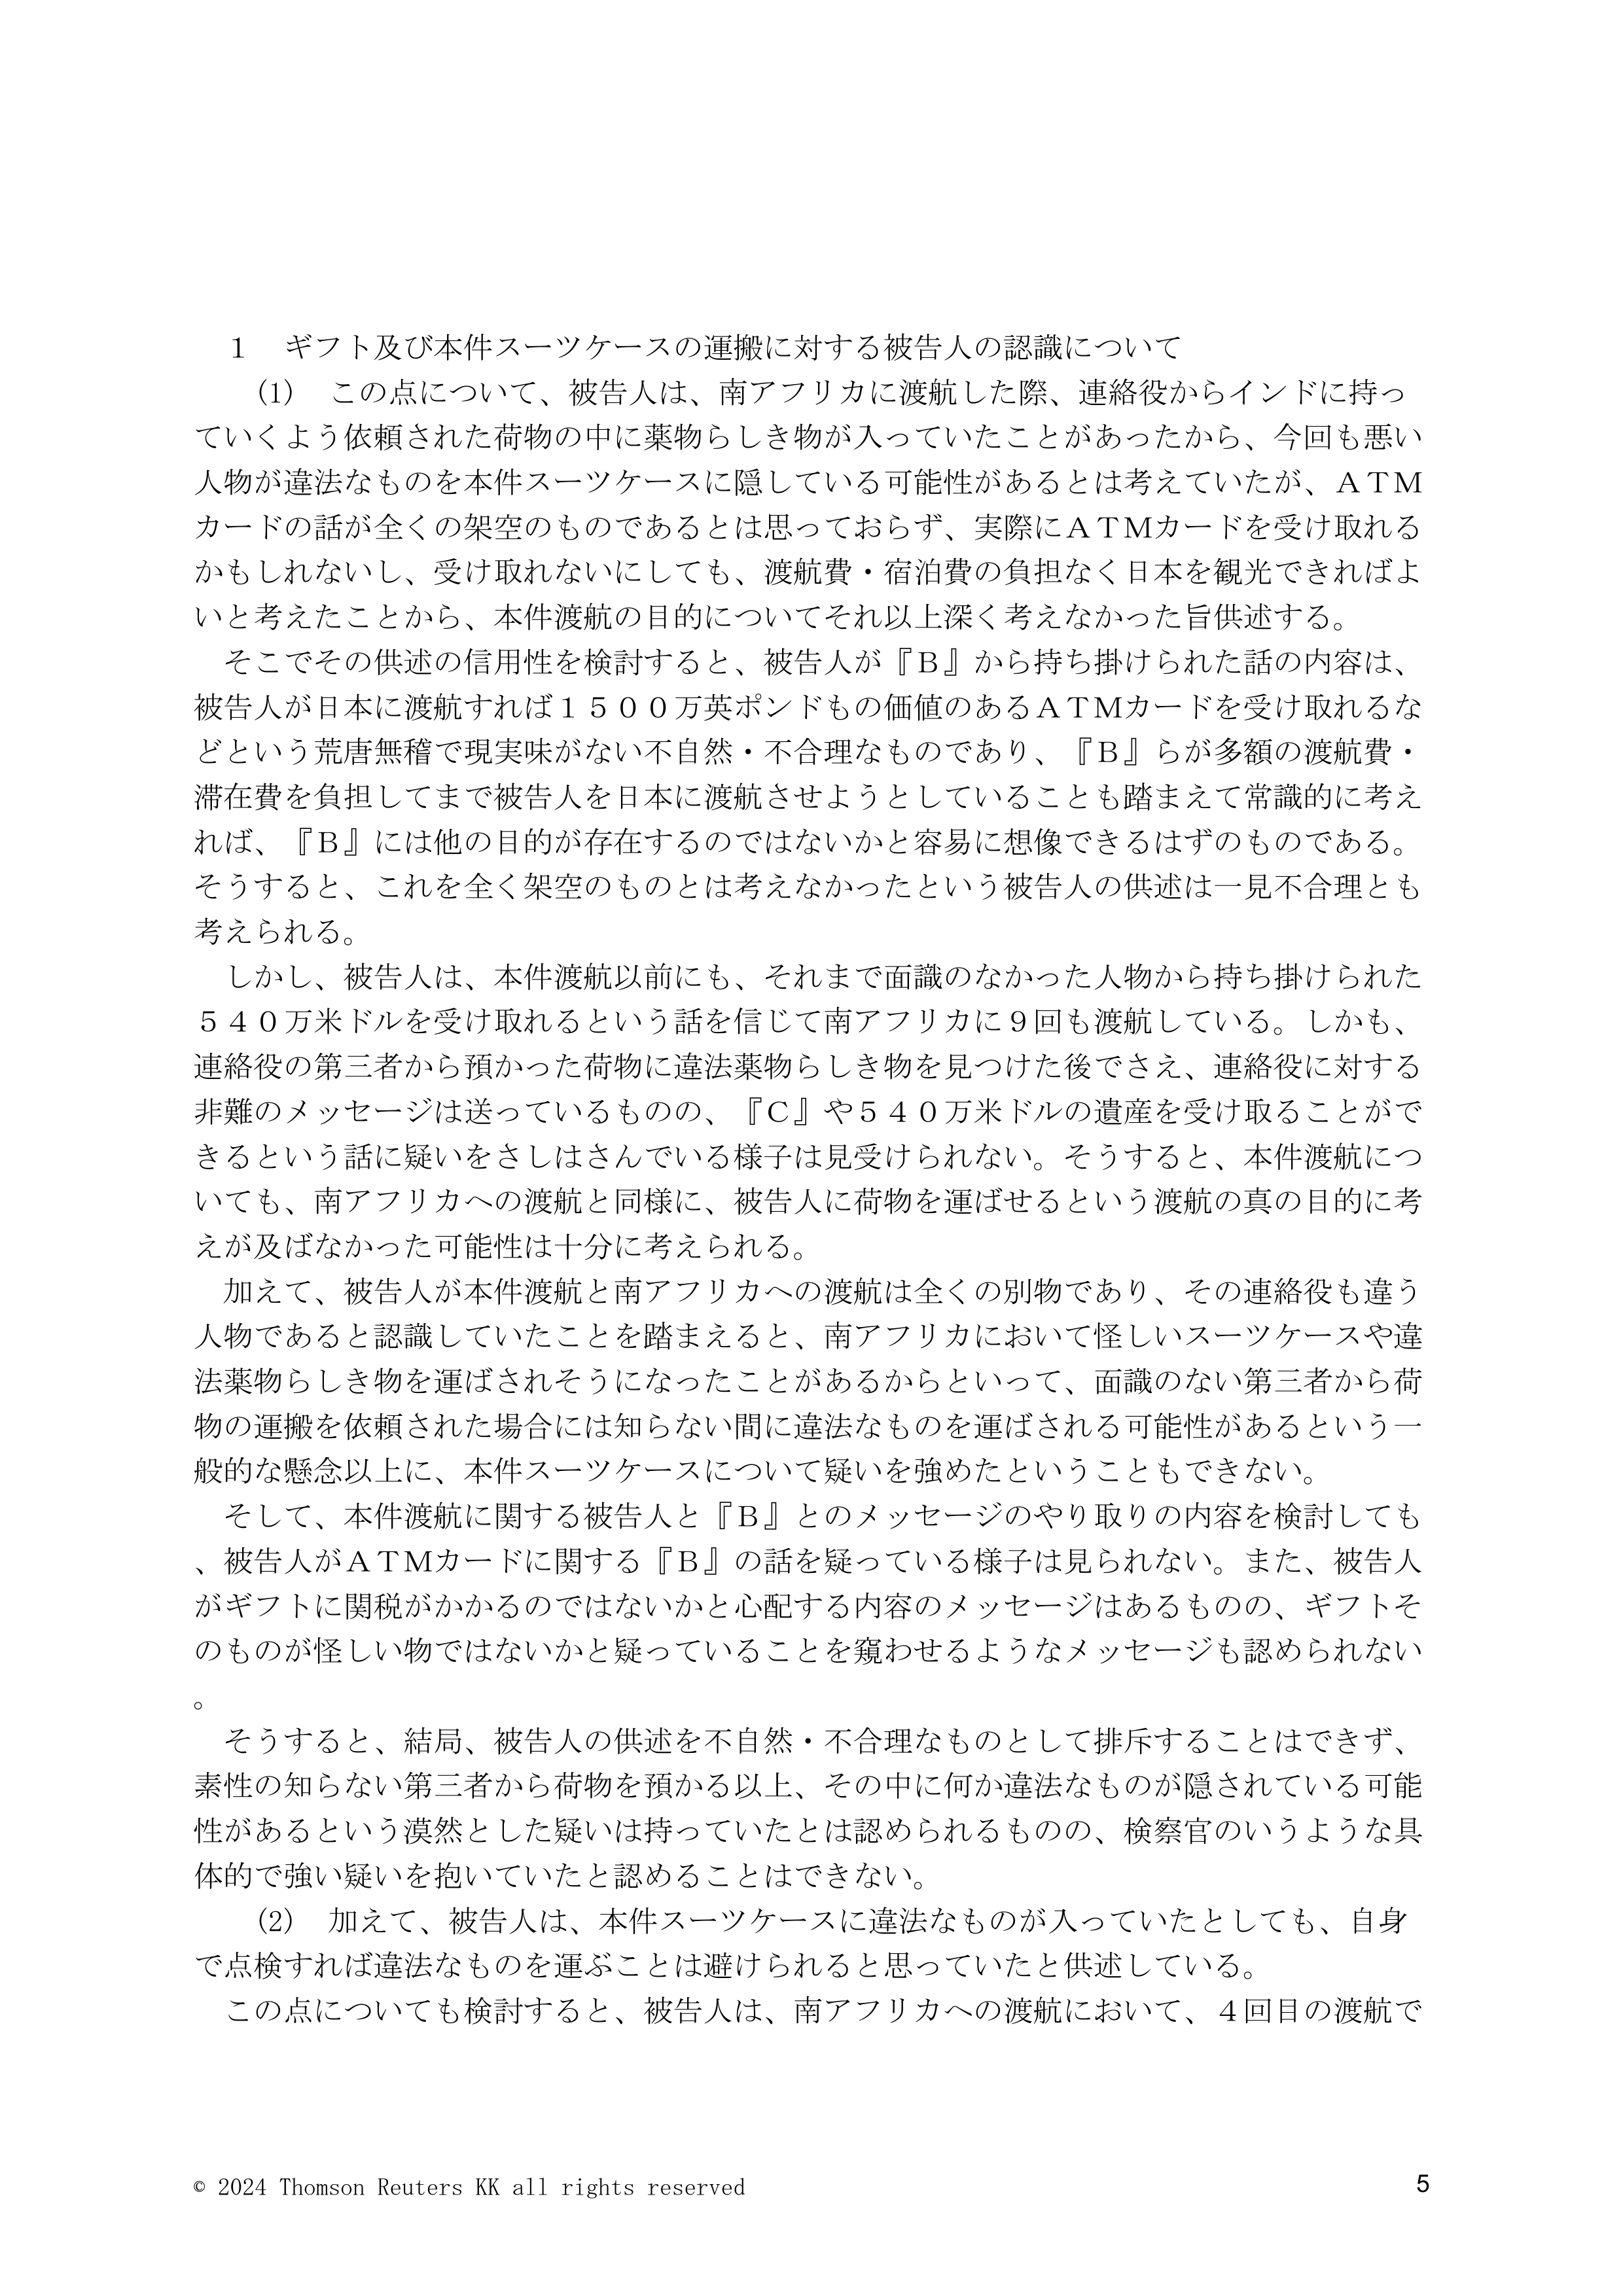 １　ギフト及び本件スーツケースの運搬に対する被告人の認識について
(1)　この点について、被告人は、南アフリカに渡航した際、連絡役からインドに持っ
ていくよう依頼された荷物の中に薬物らしき物が入っていたことがあったから、今回も悪い
人物が違法なものを本件スーツケースに隠している可能性があるとは考えていたが、ＡＴＭ
カードの話が全くの架空のものであるとは思っておらず、実際にＡＴＭカードを受け取れる
かもしれないし、受け取れないにしても、渡航費・宿泊費の負担なく日本を観光できればよ
いと考えたことから、本件渡航の目的についてそれ以上深く考えなかった旨供述する。
そこでその供述の信用性を検討すると、被告人が『Ｂ』から持ち掛けられた話の内容は、
被告人が日本に渡航すれば１５００万英ポンドもの価値のあるＡＴＭカードを受け取れるな
どという荒唐無稽で現実味がない不自然・不合理なものであり、『Ｂ』らが多額の渡航費・
滞在費を負担してまで被告人を日本に渡航させようとしていることも踏まえて常識的に考え
れば、『Ｂ』には他の目的が存在するのではないかと容易に想像できるはずのものである。
そうすると、これを全く架空のものとは考えなかったという被告人の供述は一見不合理とも
考えられる。
しかし、被告人は、本件渡航以前にも、それまで面識のなかった人物から持ち掛けられた
５４０万米ドルを受け取れるという話を信じて南アフリカに９回も渡航している。しかも、
連絡役の第三者から預かった荷物に違法薬物らしき物を見つけた後でさえ、連絡役に対する
非難のメッセージは送っているものの、『Ｃ』や５４０万米ドルの遺産を受け取ることがで
きるという話に疑いをさしはさんでいる様子は見受けられない。そうすると、本件渡航につ
いても、南アフリカへの渡航と同様に、被告人に荷物を運ばせるという渡航の真の目的に考
えが及ばなかった可能性は十分に考えられる。
加えて、被告人が本件渡航と南アフリカへの渡航は全くの別物であり、その連絡役も違う
人物であると認識していたことを踏まえると、南アフリカにおいて怪しいスーツケースや違
法薬物らしき物を運ばされそうになったことがあるからといって、面識のない第三者から荷
物の運搬を依頼された場合には知らない間に違法なものを運ばされる可能性があるという一
般的な懸念以上に、本件スーツケースについて疑いを強めたということもできない。
そして、本件渡航に関する被告人と『Ｂ』とのメッセージのやり取りの内容を検討しても
、被告人がＡＴＭカードに関する『Ｂ』の話を疑っている様子は見られない。また、被告人
がギフトに関税がかかるのではないかと心配する内容のメッセージはあるものの、ギフトそ
のものが怪しい物ではないかと疑っていることを窺わせるようなメッセージも認められない
。
そうすると、結局、被告人の供述を不自然・不合理なものとして排斥することはできず、
素性の知らない第三者から荷物を預かる以上、その中に何か違法なものが隠されている可能
性があるという漠然とした疑いは持っていたとは認められるものの、検察官のいうような具
体的で強い疑いを抱いていたと認めることはできない。
(2)　加えて、被告人は、本件スーツケースに違法なものが入っていたとしても、自身
で点検すれば違法なものを運ぶことは避けられると思っていたと供述している。
この点についても検討すると、被告人は、南アフリカへの渡航において、４回目の渡航で
© 2024 Thomson Reuters KK all rights reserved
5